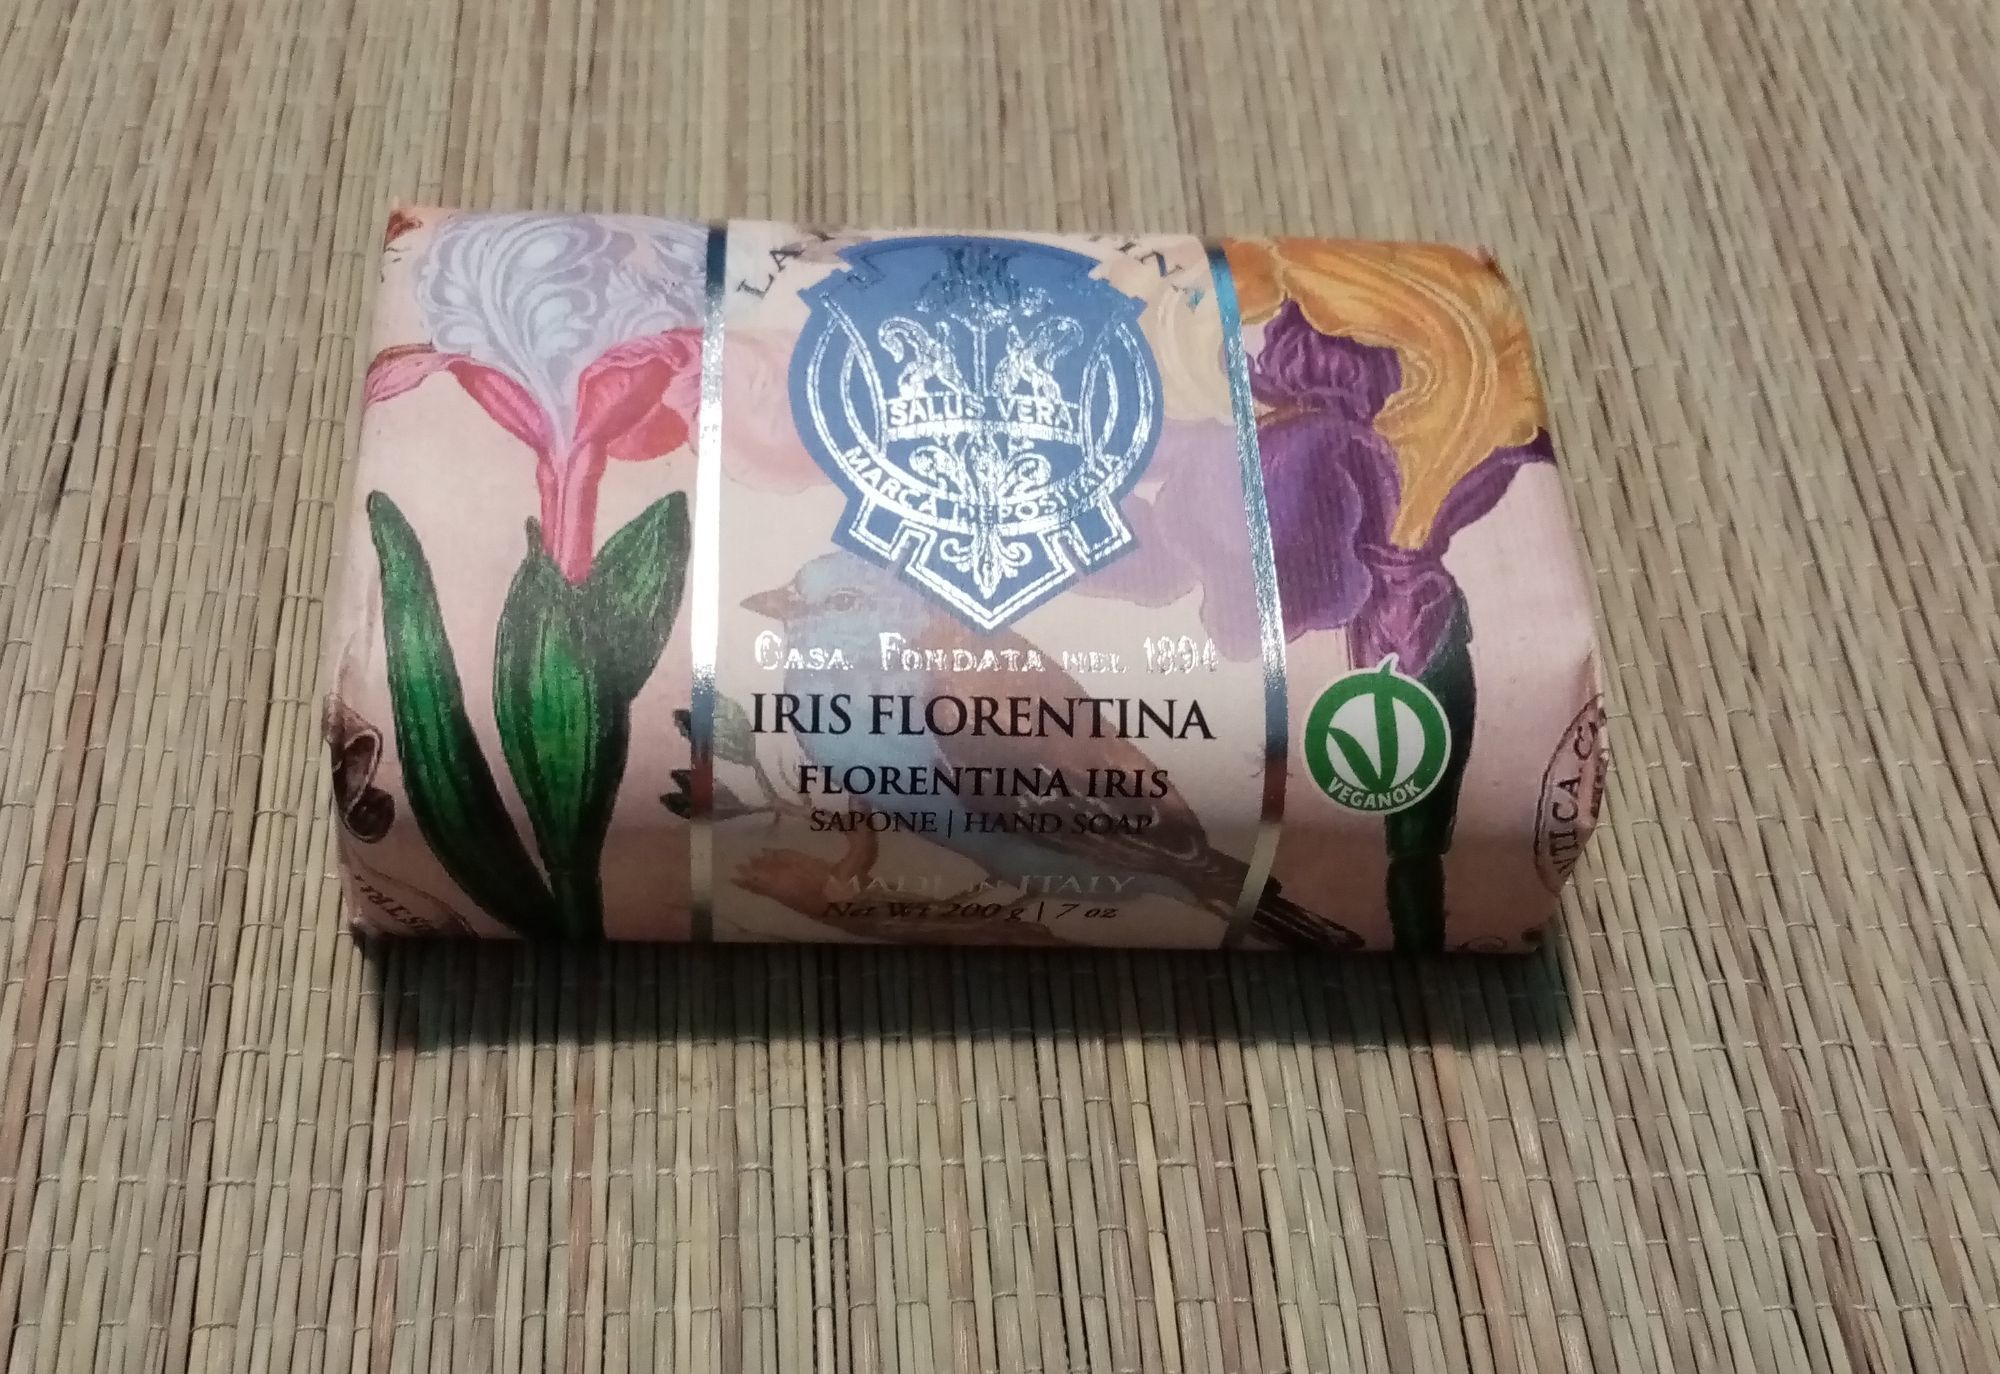 SALUS VERA
MARCA DEPOSITATA
CASA FONDATA NEL 1894
IRIS FLORENTINA
FLORENTINA IRIS
SAPONE | HAND SOAP
MADE IN ITALY
Net Wt 200 g | 7 oz
VEGANOK